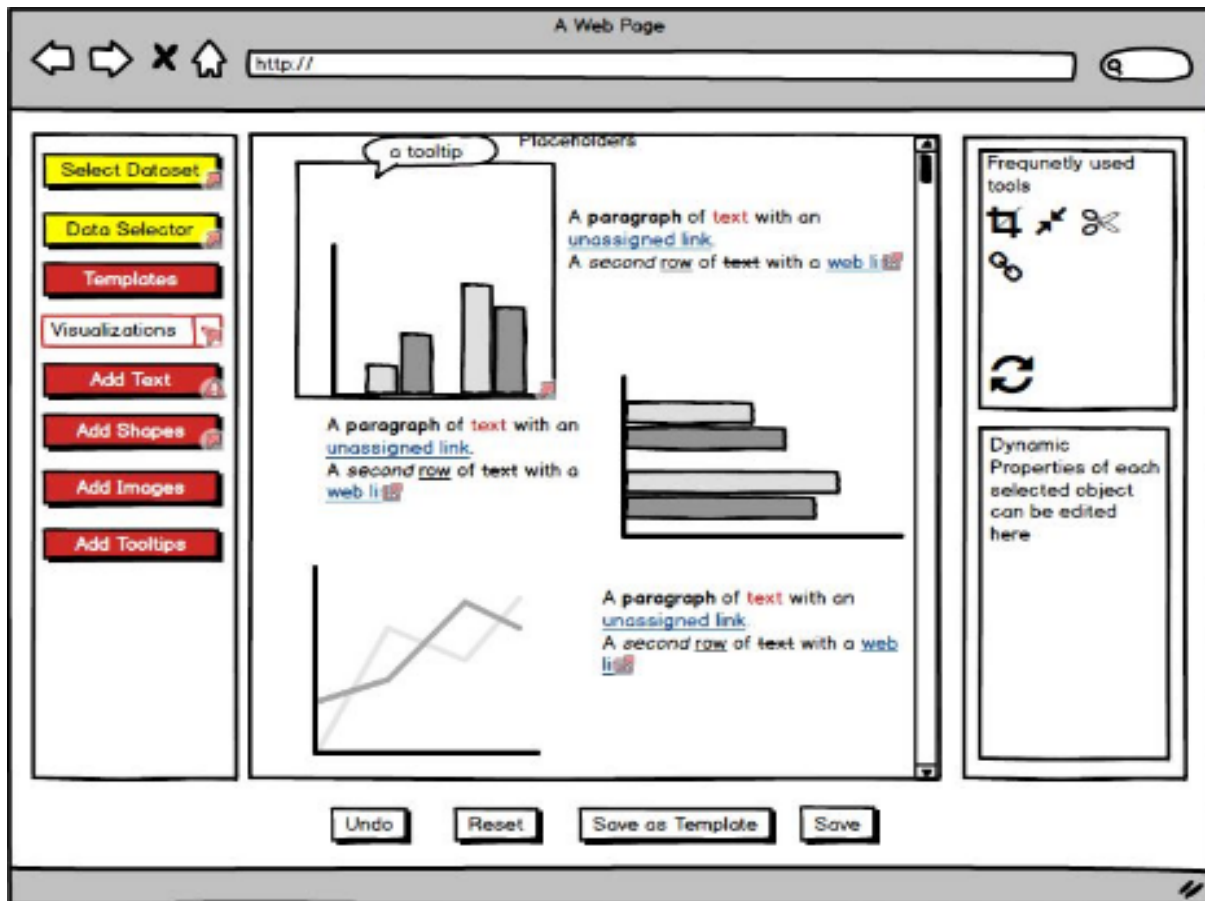 A Web Page
http://
Select Dataset
Data Selector
Templates
Visualizations
Add Text
Add Shapes
Add Images
Add Tooltips
Placeholders
a tooltip
A paragraph of text with an
unassigned link.
A second row of text with a web li
A paragraph of text with an
unassigned link.
A second row of text with a
web li
A paragraph of text with an
unassigned link.
A second row of text with a web
li
Frequnetly used
tools
Dynamic
Properties of each
selected object
can be edited
here
Undo
Reset
Save as Template
Save